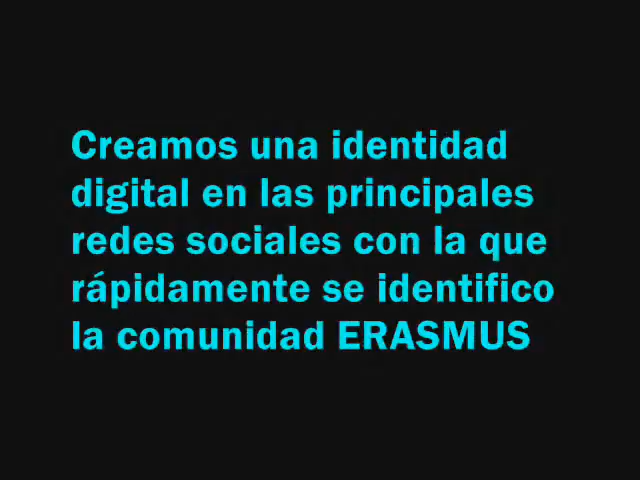 Creamos una identidad
digital en las principales
redes sociales con la que
rápidamente se identifico
la comunidad ERASMUS